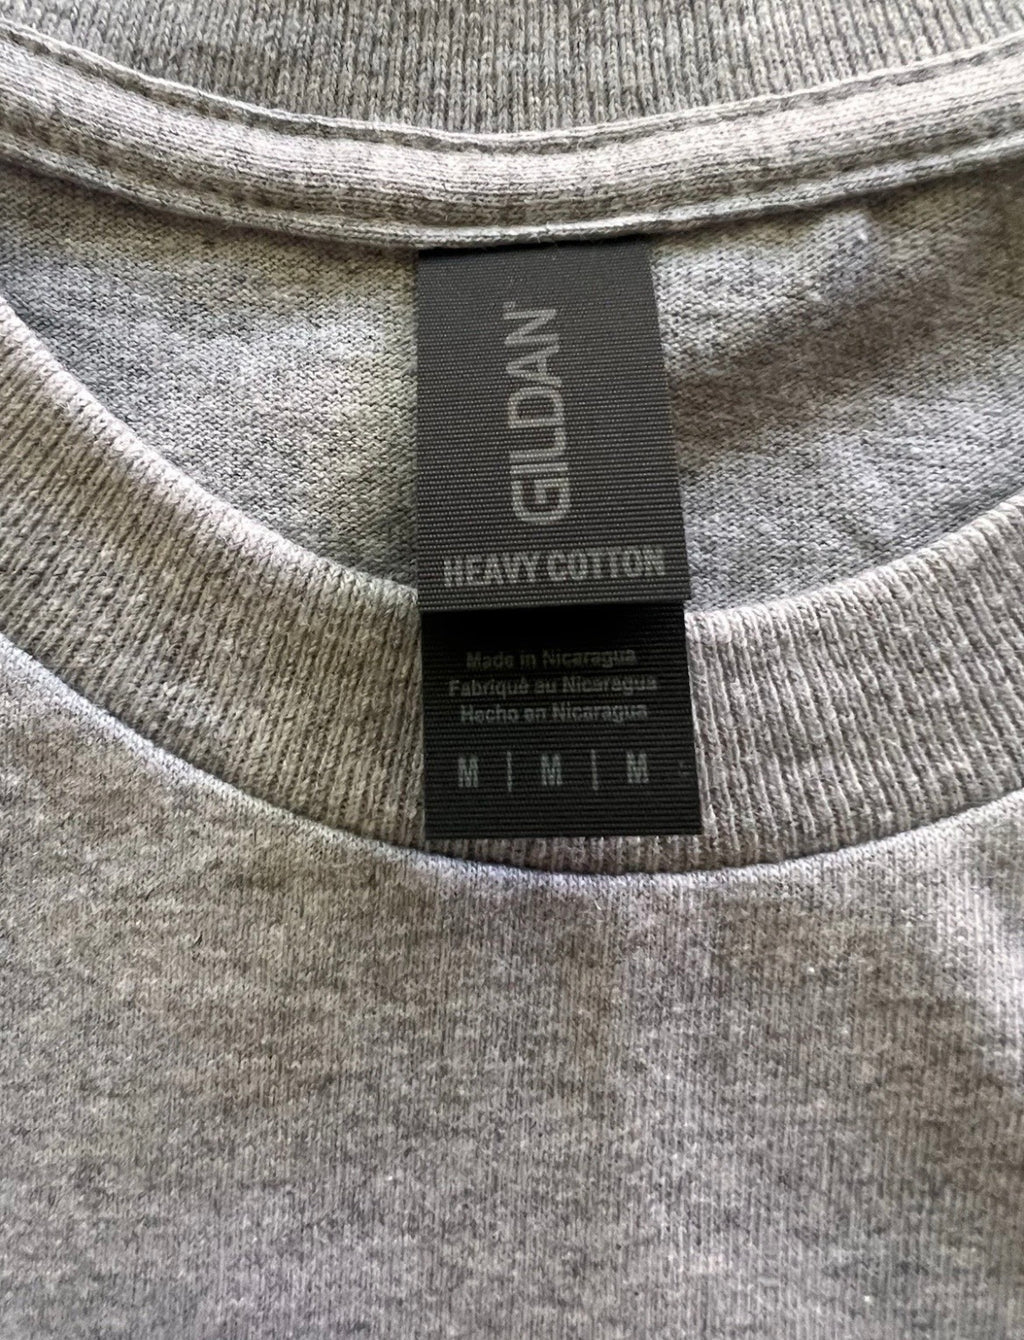 GILDAN
HEAVY COTTON
Made in Nicaragua
Fabriqué au Nicaragua
Hecho en Nicaragua
M | M | M